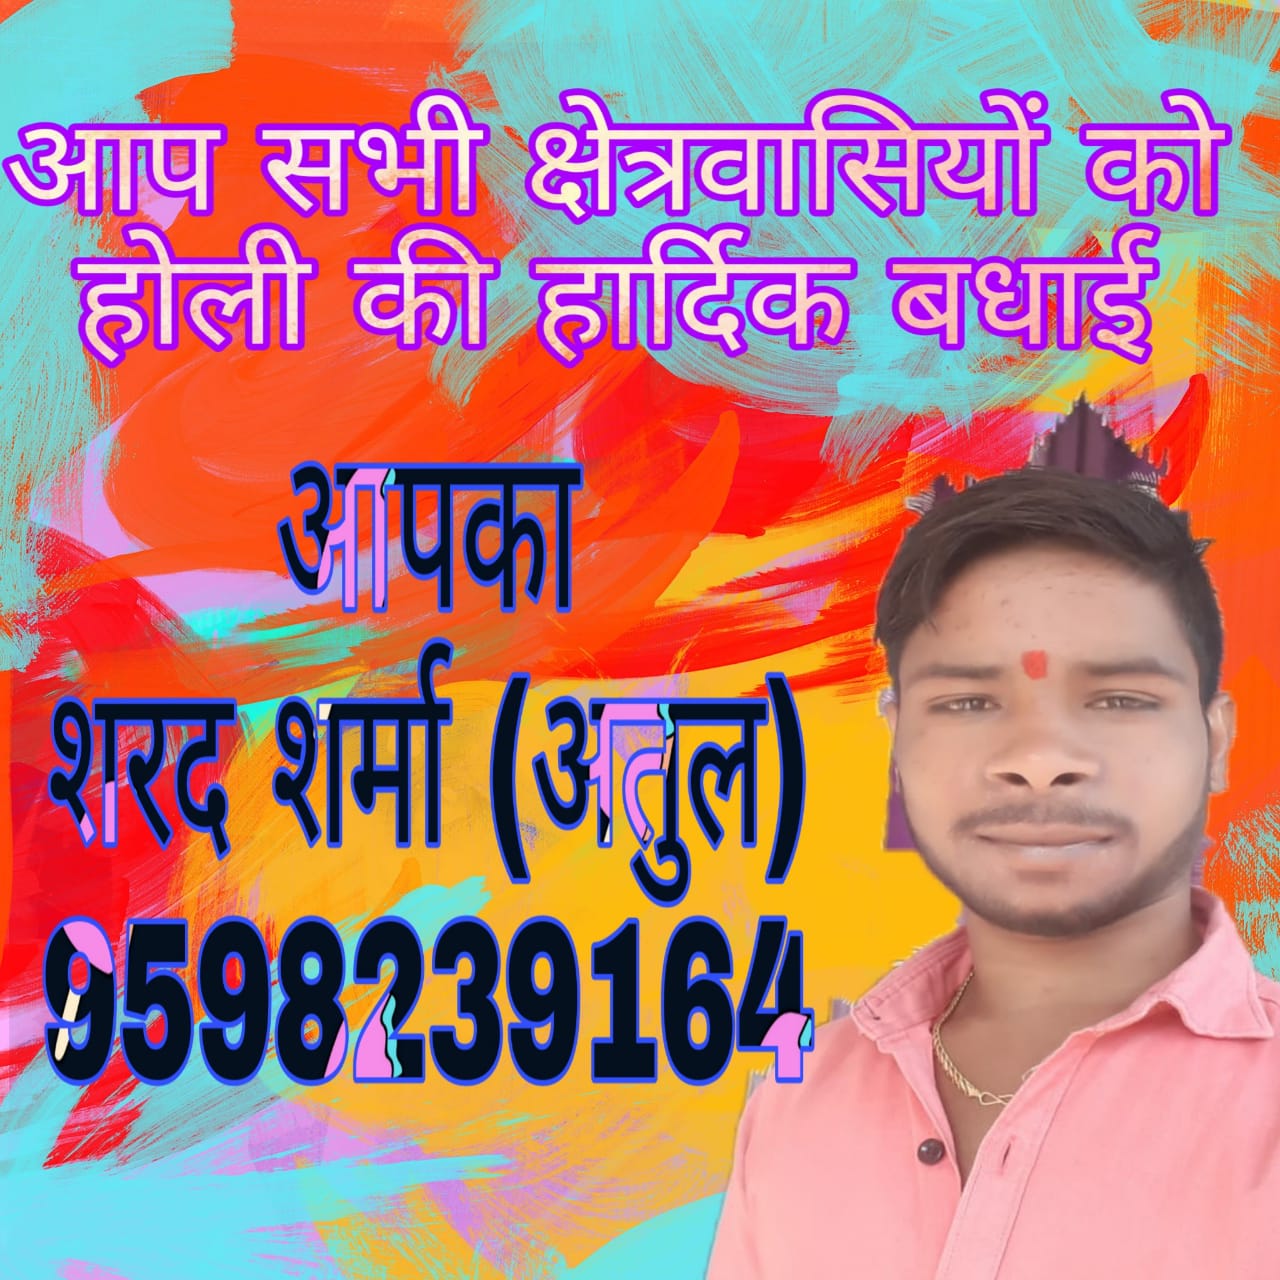 आप सभी क्षेत्रवासियों को
होली की हार्दिक बधाई
आपका
शरद शर्मा (अतुल)
9598239164